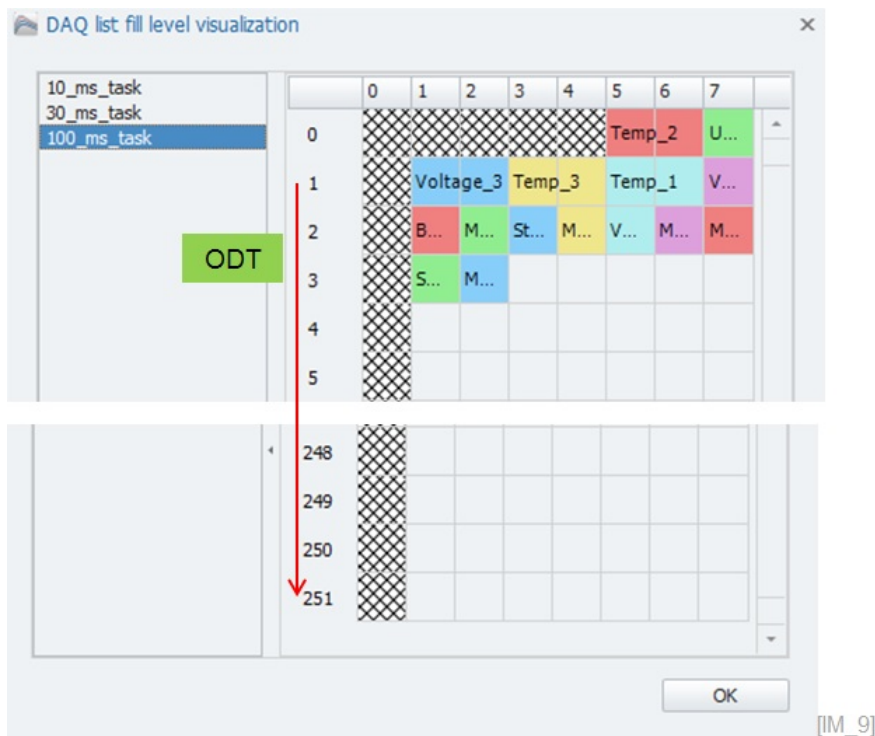 DAQ list fill level visualization
10_ms_task
30_ms_task
100_ms_task
0 1 2 3 4 5 6 7
0 Temp_2 U...
1 Voltage_3 Temp_3 Temp_1 V...
2 B... M... St... M... V... M... M...
ODT
3 S... M...
4
5
248
249
250
251
OK
[IM_9]